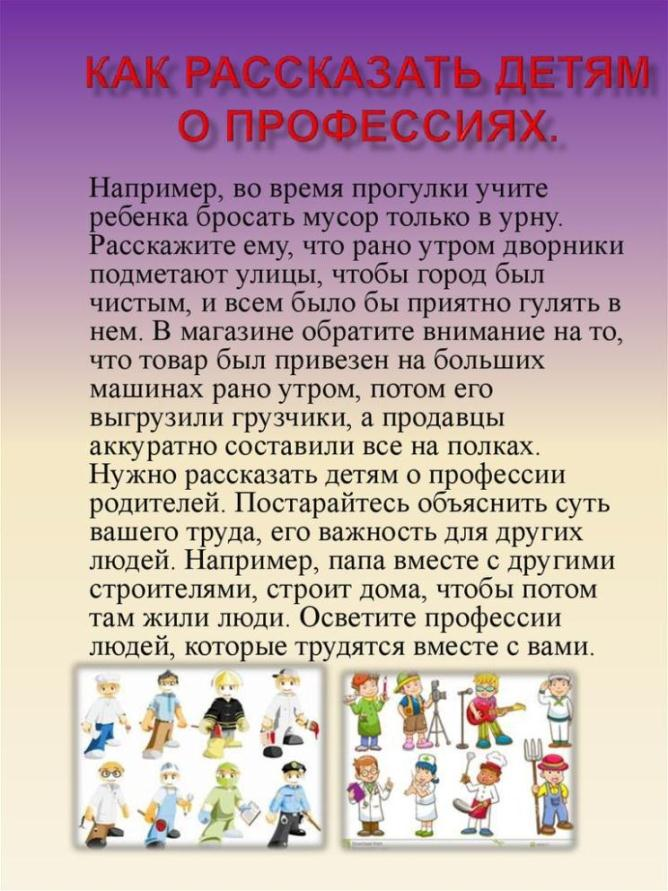 КАК РАССКАЗАТЬ ДЕТЯМ
О ПРОФЕССИЯХ.
Например, во время прогулки учите
ребенка бросать мусор только в урну.
Расскажите ему, что рано утром дворники
подметают улицы, чтобы город был
чистым, и всем было бы приятно гулять в
нем. В магазине обратите внимание на то,
что товар был привезен на больших
машинах рано утром, потом его
выгрузили грузчики, а продавцы
аккуратно составили все на полках.
Нужно рассказать детям о профессии
родителей. Постарайтесь объяснить суть
вашего труда, его важность для других
людей. Например, папа вместе с другими
строителями, строит дома, чтобы потом
там жили люди. Осветите профессии
людей, которые трудятся вместе с вами.